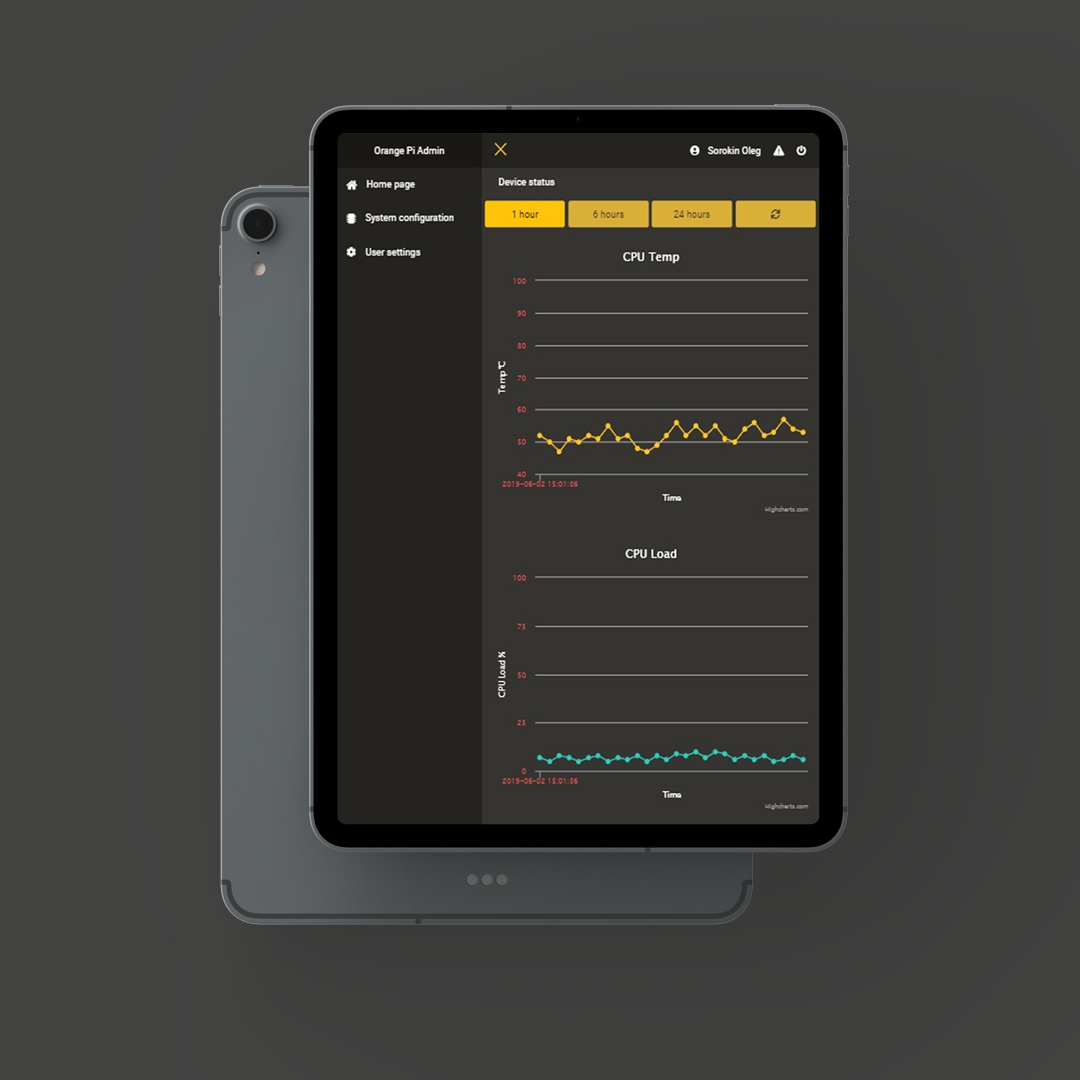 Orange Pi Admin
Sorokin Oleg
Home page
System configuration
User settings
Device status
1 hour
6 hours
24 hours
CPU Temp
100
90
80
70
60
50
40
Temp °C
2019-06-02 15:01:36
Time
Highcharts.com
CPU Load
100
75
50
25
0
CPU Load %
2019-06-02 15:01:36
Time
Highcharts.com